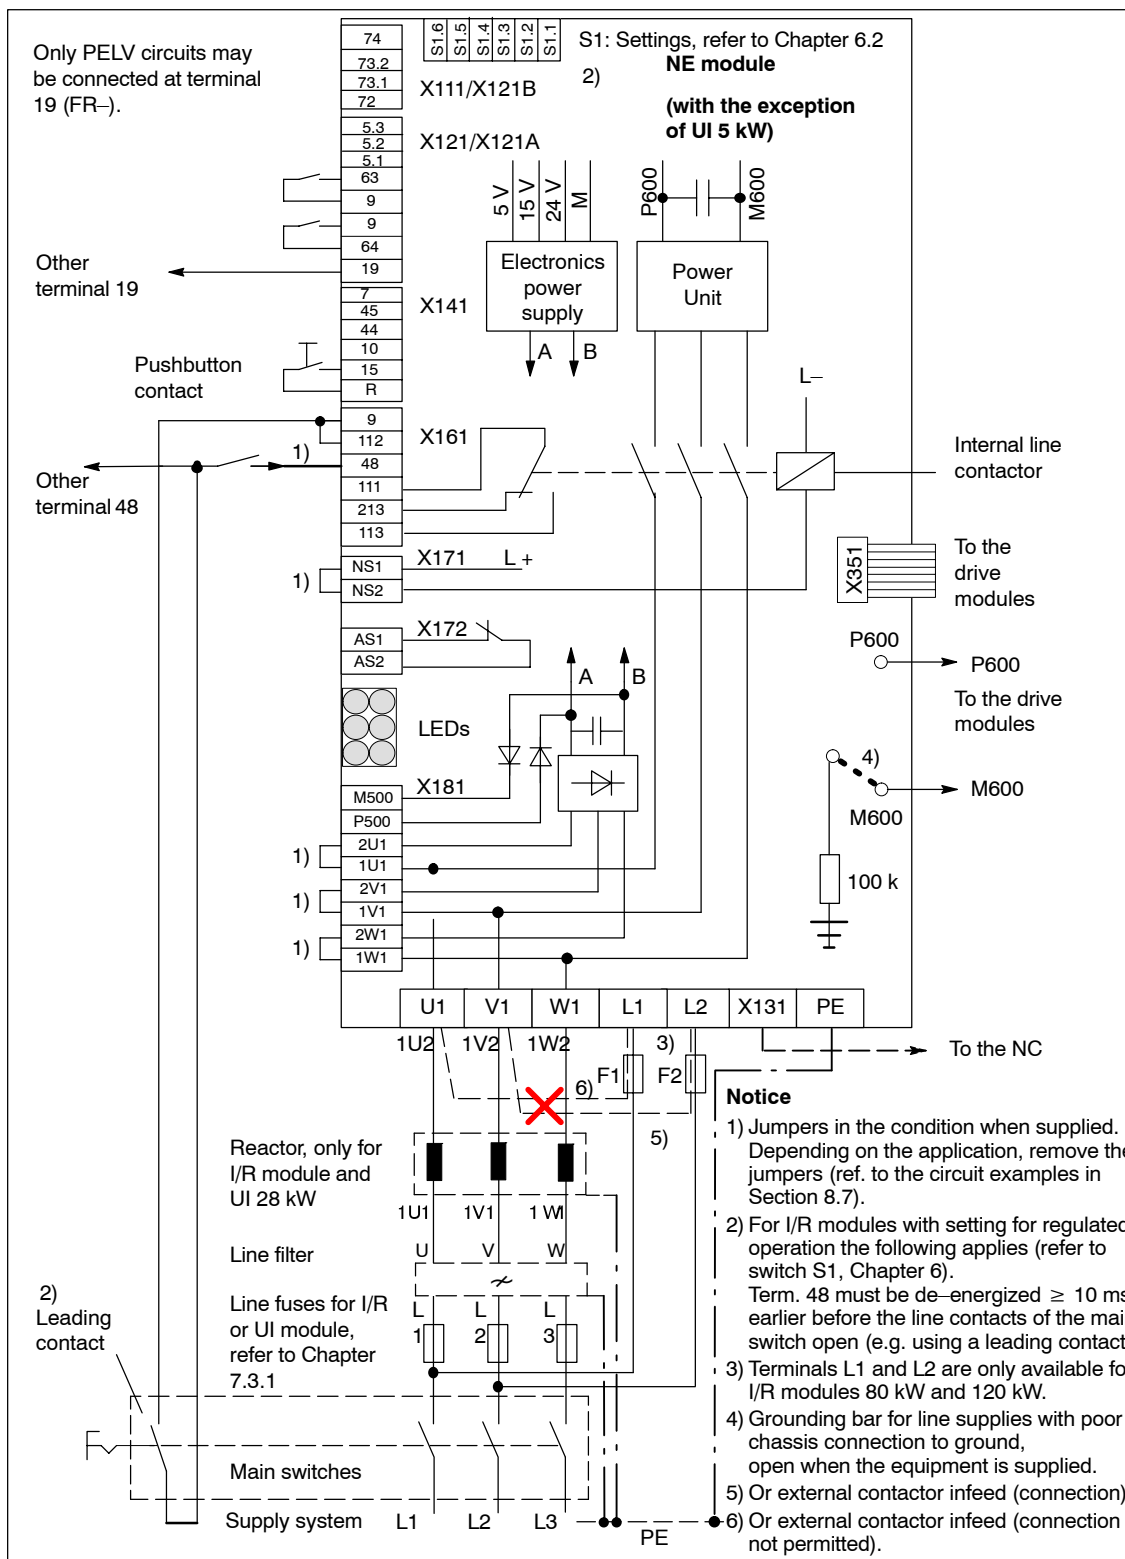 Only PELV circuits may
be connected at terminal
19 (FR–).
74
73.2
73.1
72
X111/X121B
S1.6
S1.5
S1.4
S1.3
S1.2
S1.1
S1: Settings, refer to Chapter 6.2
2)
NE module
(with the exception
of UI 5 kW)
5.3
5.2
5.1
63
9
9
64
19
X121/X121A
5 V
15 V
24 V
M
P600
M600
Electronics
power
supply
Power
Unit
A
B
Other
terminal 19
7
45
44
10
15
R
X141
Pushbutton
contact
L–
9
112
48
111
213
113
X161
1)
Other
terminal 48
Internal line
contactor
NS1
NS2
X171
L +
1)
X351
To the
drive
modules
AS1
AS2
X172
P600
P600
To the drive
modules
A
B
LEDs
4)
M600
M600
M500
P500
2U1
1U1
2V1
1V1
2W1
1W1
X181
1)
1)
1)
100 k
U1
V1
W1
L1
L2
X131
PE
1U2
1V2
1W2
3)
To the NC
F1
F2
6)
5)
Reactor, only for
I/R module and
UI 28 kW
1U1
1V1
1 W1
Line filter
U
V
W
Line fuses for I/R
or UI module,
refer to Chapter
7.3.1
L
1
L
2
L
3
2)
Leading
contact
Main switches
Supply system
L1
L2
L3
PE
Notice
1) Jumpers in the condition when supplied.
Depending on the application, remove the
jumpers (ref. to the circuit examples in
Section 8.7).
2) For I/R modules with setting for regulated
operation the following applies (refer to
switch S1, Chapter 6).
Term. 48 must be de–energized ≥ 10 ms
earlier before the line contacts of the mai
switch open (e.g. using a leading contact
3) Terminals L1 and L2 are only available fo
I/R modules 80 kW and 120 kW.
4) Grounding bar for line supplies with poor
chassis connection to ground,
open when the equipment is supplied.
5) Or external contactor infeed (connection)
6) Or external contactor infeed (connection
not permitted).